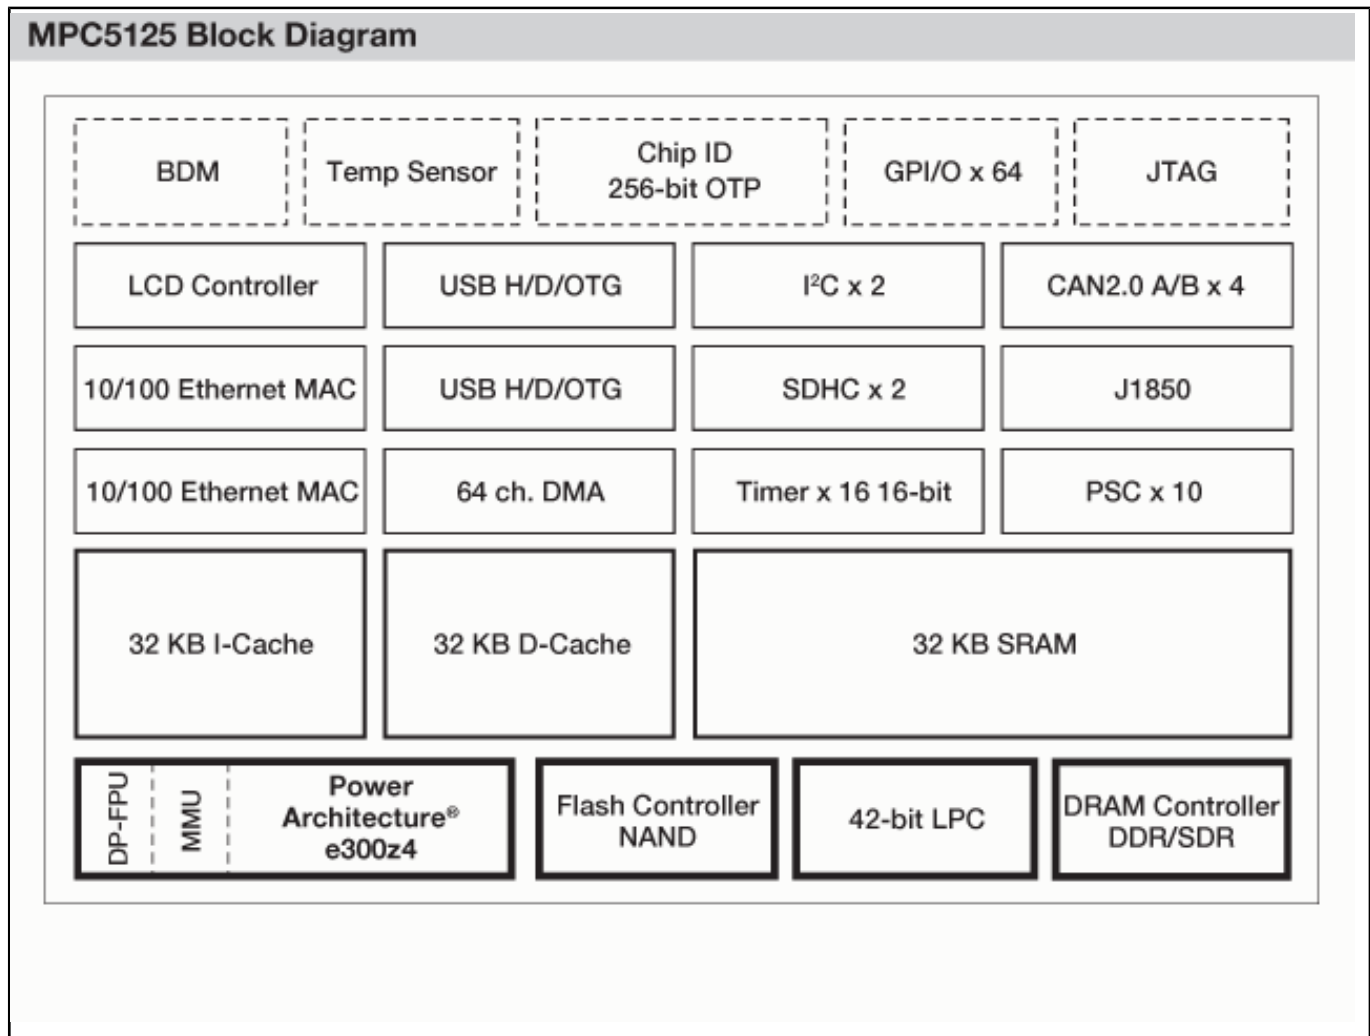 MPC5125 Block Diagram
BDM
Temp Sensor
Chip ID
256-bit OTP
GPI/O x 64
JTAG
LCD Controller
USB H/D/OTG
I²C x 2
CAN2.0 A/B x 4
10/100 Ethernet MAC
USB H/D/OTG
SDHC x 2
J1850
10/100 Ethernet MAC
64 ch. DMA
Timer x 16 16-bit
PSC x 10
32 KB I-Cache
32 KB D-Cache
32 KB SRAM
DP-FPU
MMU
Power
Architecture®
e300z4
Flash Controller
NAND
42-bit LPC
DRAM Controller
DDR/SDR